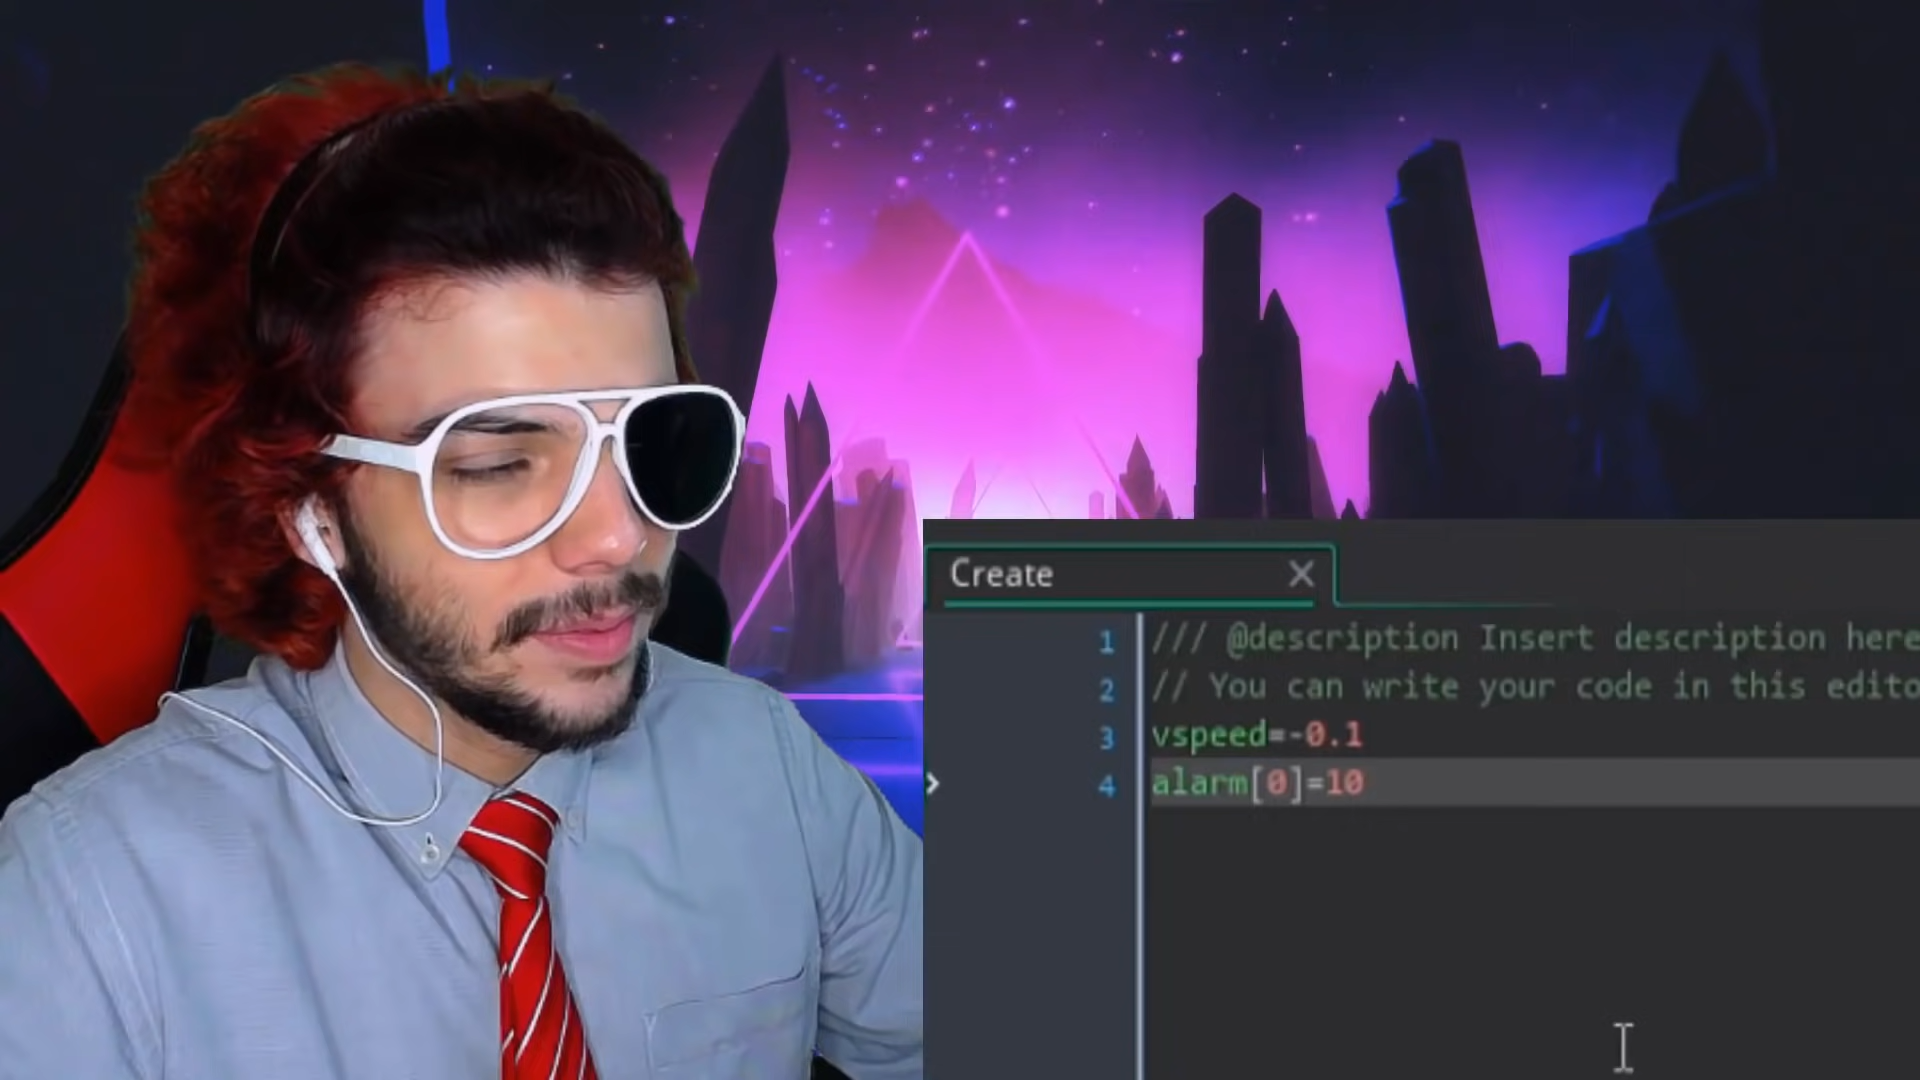 Create
1 /// @description Insert description here
2 // You can write your code in this edito
3 vspeed=-0.1
4 alarm[0]=10